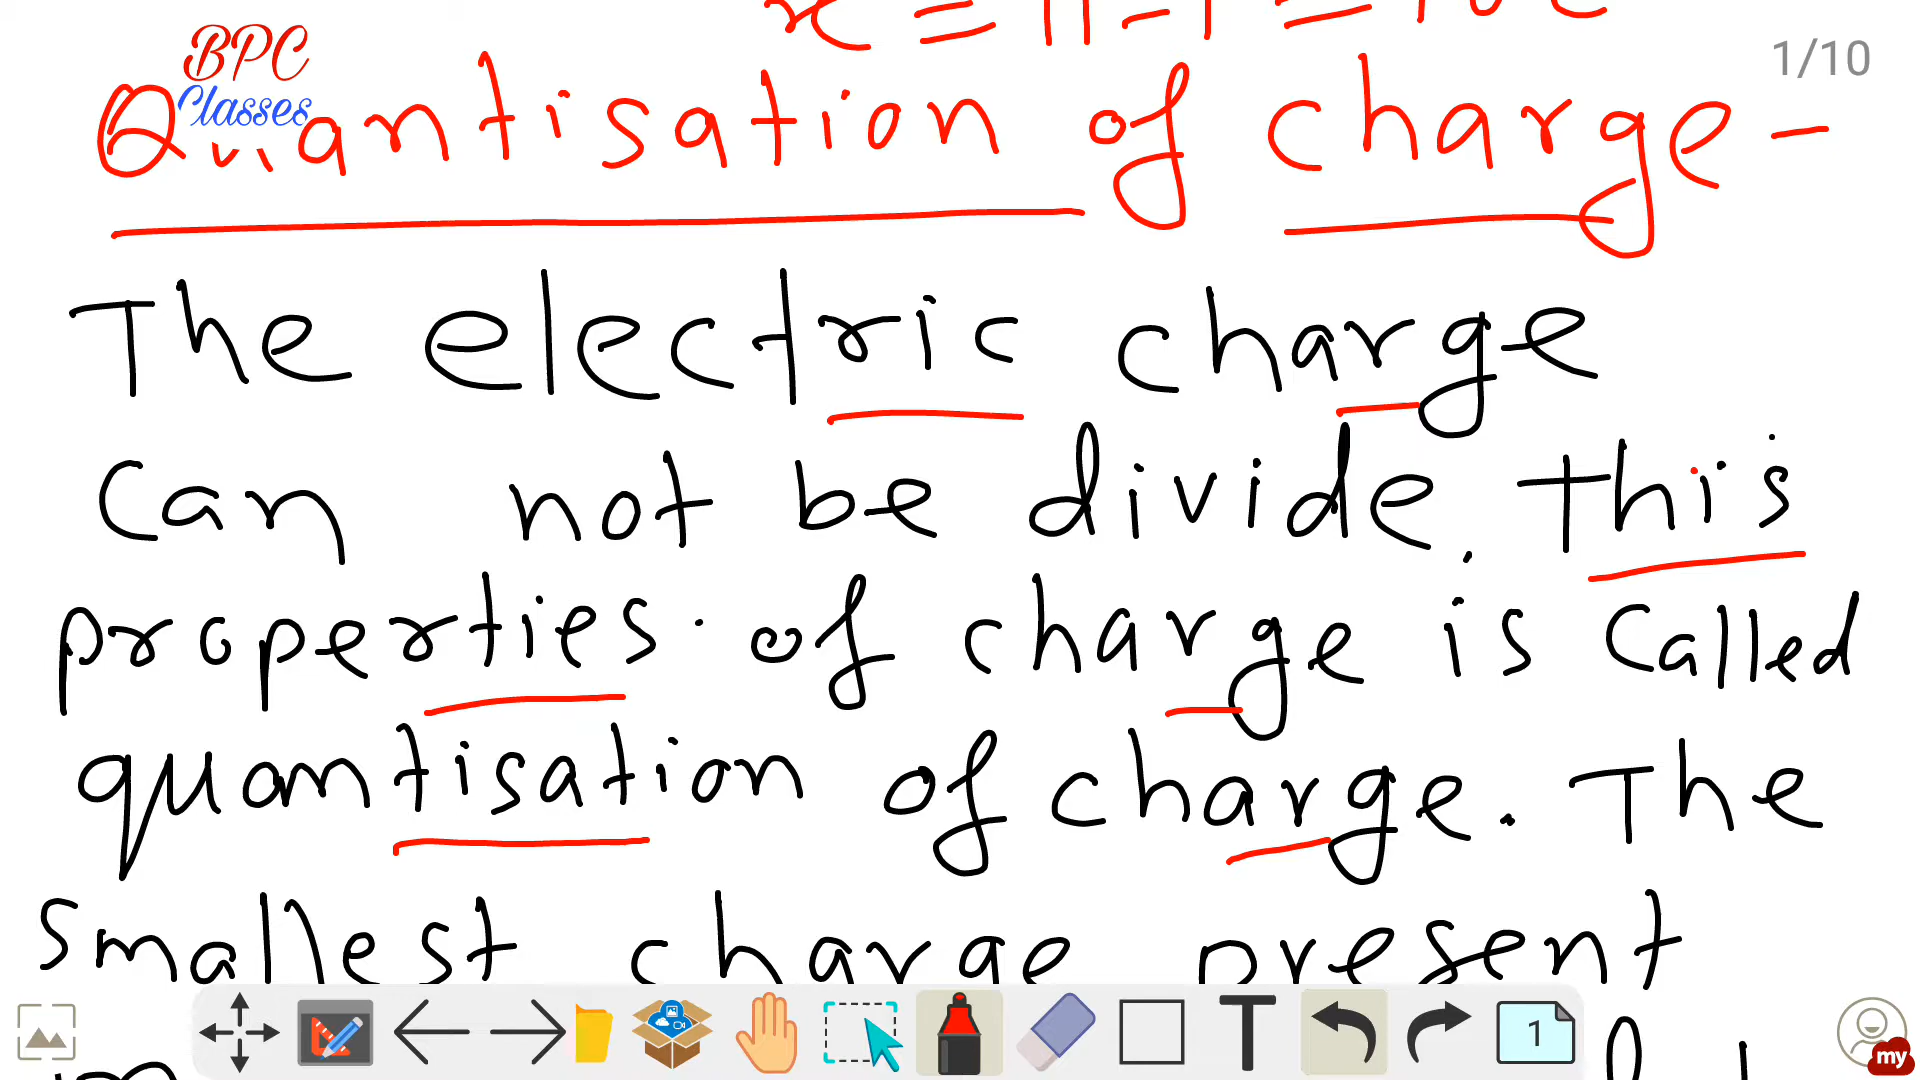 BPC
Classes
1/10
Quantisation of charge -
The electric charge
Can not be divide. This
properties of charge is called
quantisation of charge. The
smallest charge present
T
1
my